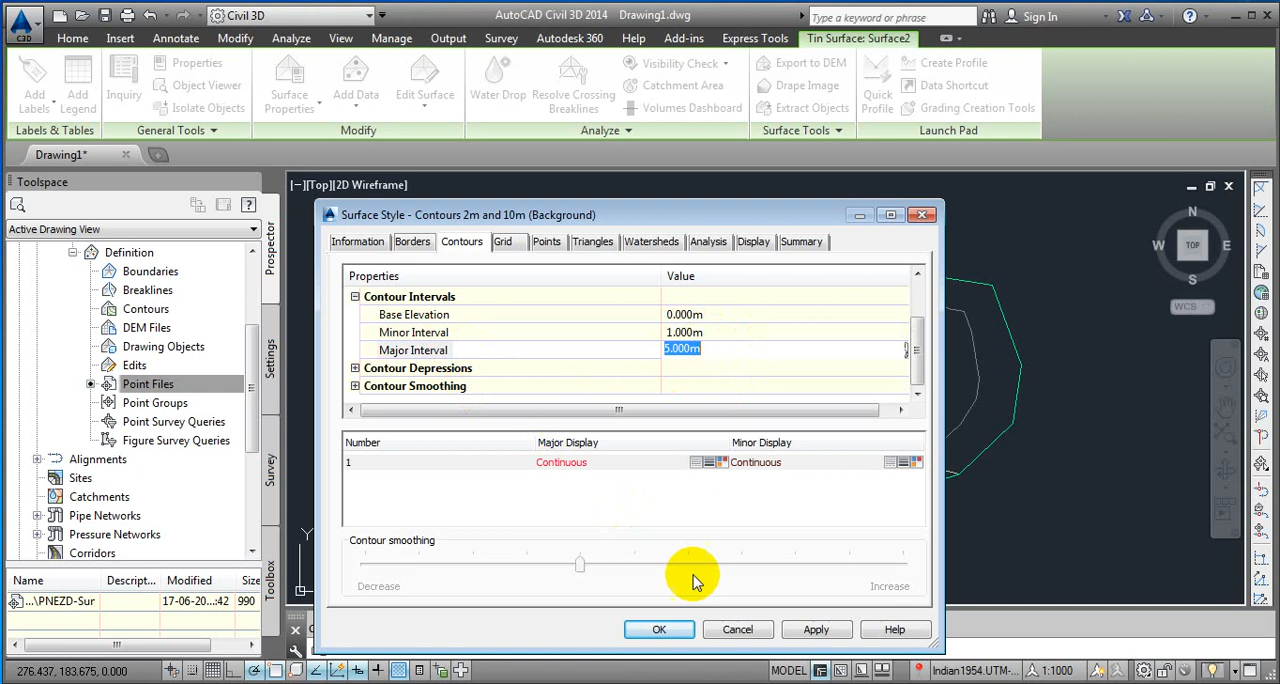 Civil 3D
AutoCAD Civil 3D 2014 Drawing1.dwg
Type a keyword or phrase
Sign In
C3D
Home Insert Annotate Modify Analyze View Manage Output Survey Autodesk 360 Help Add-ins Express Tools Tin Surface: Surface2
Add Labels
Add Legend
Inquiry
Properties
Object Viewer
Isolate Objects
Surface Properties
Add Data
Edit Surface
Water Drop
Resolve Crossing Breaklines
Visibility Check
Catchment Area
Volumes Dashboard
Export to DEM
Drape Image
Extract Objects
Quick Profile
Create Profile
Data Shortcut
Grading Creation Tools
Labels & Tables General Tools Modify Analyze Surface Tools Launch Pad
Drawing1*
Toolspace
Active Drawing View
Definition
Boundaries
Breaklines
Contours
DEM Files
Drawing Objects
Edits
Point Files
Point Groups
Point Survey Queries
Figure Survey Queries
Alignments
Sites
Catchments
Pipe Networks
Pressure Networks
Corridors
Prospector
Settings
Survey
Toolbox
Name Descript... Modified Size
...\PNEZD-Sur 17-06-20... 990
[−][Top][2D Wireframe]
N
W TOP E
S
WCS
Y
Surface Style - Contours 2m and 10m (Background)
Information Borders Contours Grid Points Triangles Watersheds Analysis Display Summary
Properties Value
Contour Intervals
Base Elevation 0.000m
Minor Interval 1.000m
Major Interval 5.000m
Contour Depressions
Contour Smoothing
Number Major Display Minor Display
1 Continuous Continuous
Contour smoothing
Decrease Increase
OK Cancel Apply Help
276.437, 183.675, 0.000
MODEL
Indian1954.UTM-...
1:1000